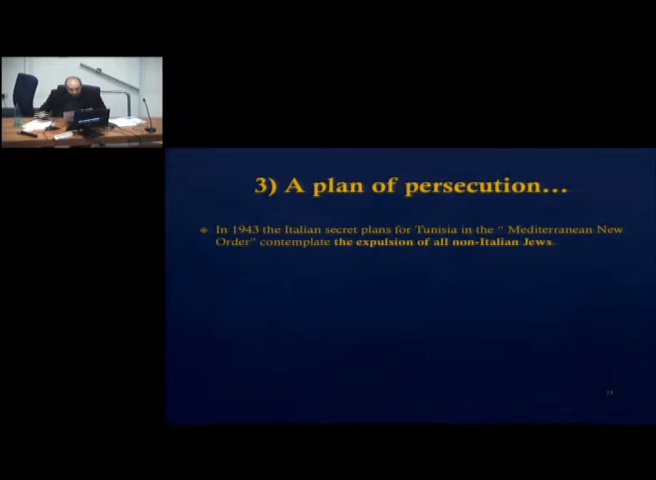 3) A plan of persecution...
In 1943 the Italian secret plans for Tunisia in the " Mediterranean New
Order" contemplate the expulsion of all non-Italian Jews.